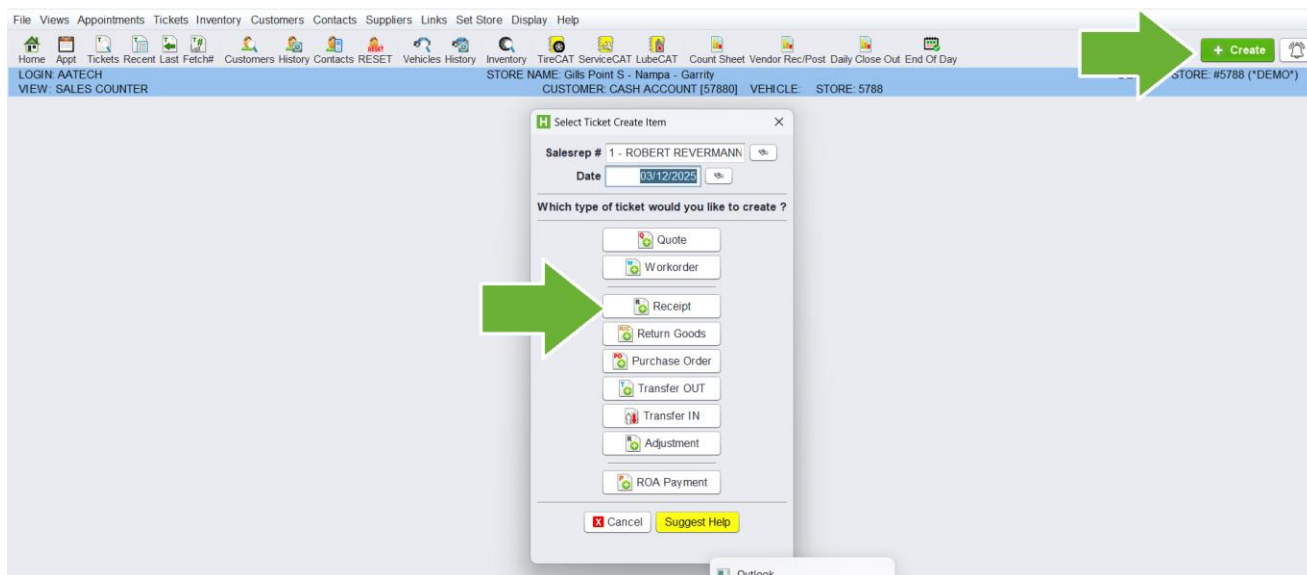 File Views Appointments Tickets Inventory Customers Contacts Suppliers Links Set Store Display Help
Home Appt Tickets Recent Last Fetch# Customers History Contacts RESET Vehicles History Inventory TireCAT ServiceCAT LubeCAT Count Sheet Vendor Rec/Post Daily Close Out End Of Day
+ Create
LOGIN: AATECH STORE NAME: Gills Point S - Nampa - Garrity STORE: #5788 (*DEMO*)
VIEW: SALES COUNTER CUSTOMER: CASH ACCOUNT [57880] VEHICLE: STORE: 5788
H Select Ticket Create Item
Salesrep # 1 - ROBERT REVERMANN
Date 03/12/2025
Which type of ticket would you like to create ?
Quote
Workorder
Receipt
Return Goods
Purchase Order
Transfer OUT
Transfer IN
Adjustment
ROA Payment
X Cancel Suggest Help
Outlook